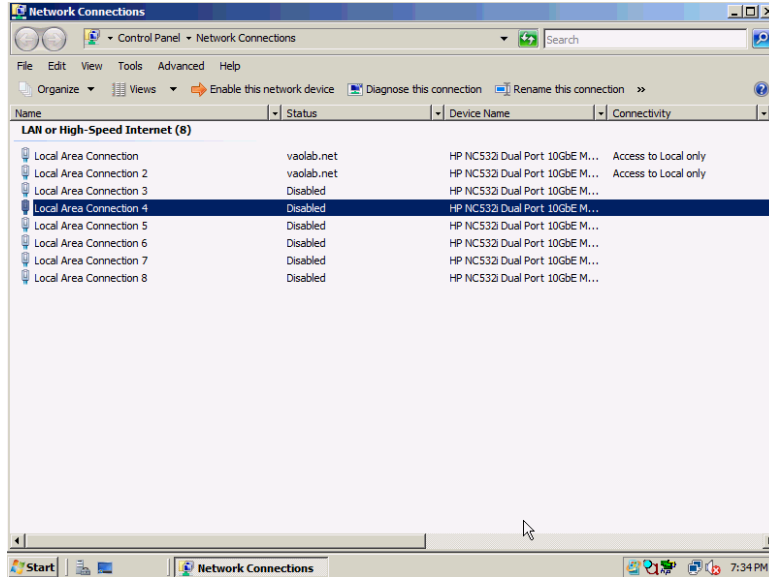 Network Connections
Control Panel Network Connections Search
File Edit View Tools Advanced Help
Organize Views Enable this network device Diagnose this connection Rename this connection »
Name Status Device Name Connectivity
LAN or High-Speed Internet (8)
Local Area Connection vaolab.net HP NC532i Dual Port 10GbE M... Access to Local only
Local Area Connection 2 vaolab.net HP NC532i Dual Port 10GbE M... Access to Local only
Local Area Connection 3 Disabled HP NC532i Dual Port 10GbE M...
Local Area Connection 4 Disabled HP NC532i Dual Port 10GbE M...
Local Area Connection 5 Disabled HP NC532i Dual Port 10GbE M...
Local Area Connection 6 Disabled HP NC532i Dual Port 10GbE M...
Local Area Connection 7 Disabled HP NC532i Dual Port 10GbE M...
Local Area Connection 8 Disabled HP NC532i Dual Port 10GbE M...
Start Network Connections 7:34 PM